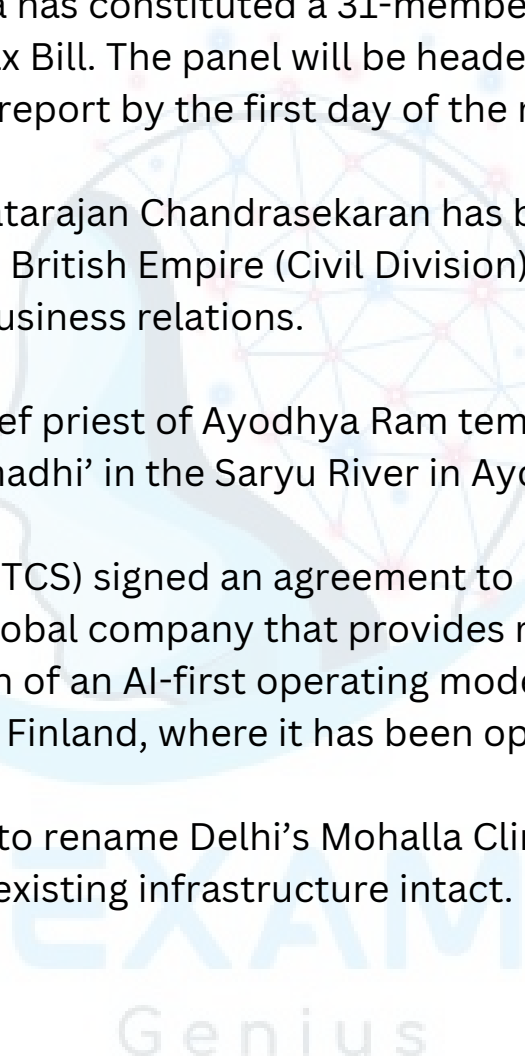 a has constituted a 31-membe
x Bill. The panel will be heade
report by the first day of the
tarajan Chandrasekaran has b
British Empire (Civil Division)
usiness relations.
ef priest of Ayodhya Ram tem
adhi’ in the Saryu River in Ayo
TCS) signed an agreement to
obal company that provides
n of an AI-first operating mode
Finland, where it has been op
to rename Delhi’s Mohalla Clin
existing infrastructure intact.
EXAM
Genius